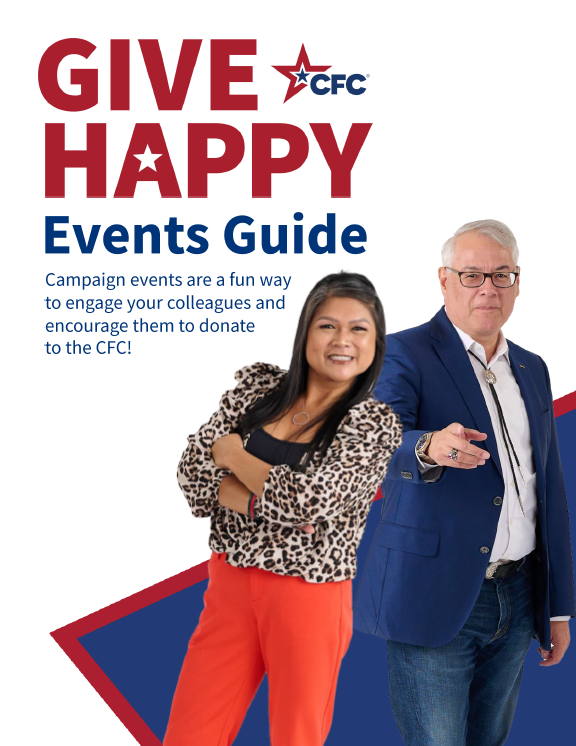 GIVE
CFC
HAPPY
Events Guide
Campaign events are a fun way
to engage your colleagues and
encourage them to donate
to the CFC!